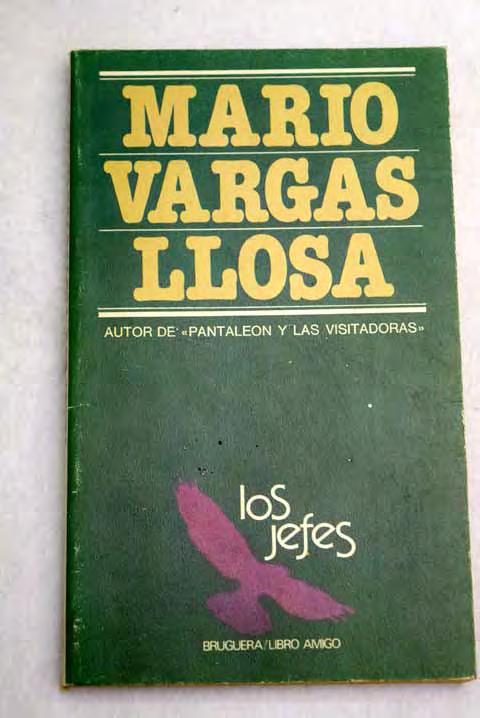 MARIO
VARGAS
LLOSA
AUTOR DE «PANTALEON Y LAS VISITADORAS»
los
jefes
BRUGUERA/LIBRO AMIGO